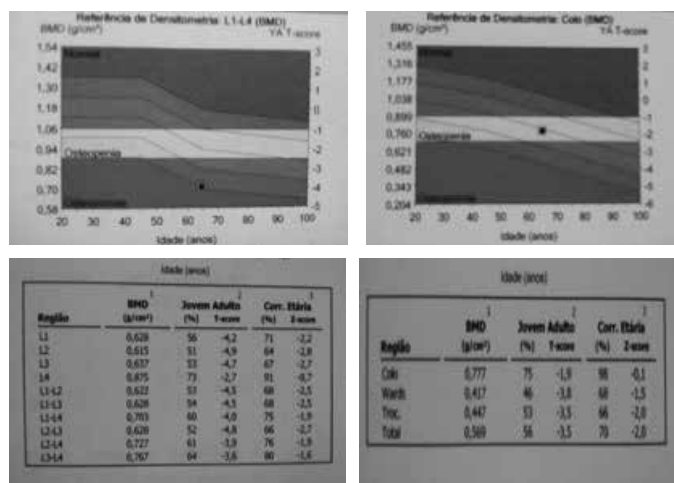 Referência de Densitometria: L1-L4 (BMD)
BMD (g/cm²) YA T-score
1,54 3
1,42 2
1,30 1
1,18 0
1,06 -1
0,94 -2
Osteopenia
0,82 -3
0,70 -4
0,58 -5
20 30 40 50 60 70 80 90 100
Idade (anos)
Referência de Densitometria: Colo (BMD)
BMD (g/cm²) YA T-score
1,455 3
1,316 2
1,177 1
1,038 0
0,899 -1
0,760 -2
Osteopenia
0,621 -3
0,482 -4
0,343 -5
0,204 -6
20 30 40 50 60 70 80 90 100
Idade (anos)
Idade (anos)
1 2 3
BMD Jovem Adulto Corr. Etária
Região (g/cm²) (%) T-score (%) Z-score
L1 0,628 56 -4,2 71 -2,2
L2 0,615 51 -4,9 64 -2,8
L3 0,637 53 -4,7 67 -2,7
L4 0,875 73 -2,7 91 -0,7
L1-L2 0,622 53 -4,5 68 -2,5
L1-L3 0,628 54 -4,5 68 -2,5
L1-L4 0,703 60 -4,0 75 -1,9
L2-L3 0,628 52 -4,8 66 -2,7
L2-L4 0,727 61 -3,9 76 -1,9
L3-L4 0,767 64 -3,6 80 -1,6
Idade (anos)
1 2 3
BMD Jovem Adulto Corr. Etária
Região (g/cm²) (%) T-score (%) Z-score
Colo 0,777 75 -1,9 98 -0,1
Wards 0,417 46 -3,8 68 -1,5
Troc. 0,447 53 -3,5 66 -2,0
Total 0,569 56 -3,5 70 -2,0